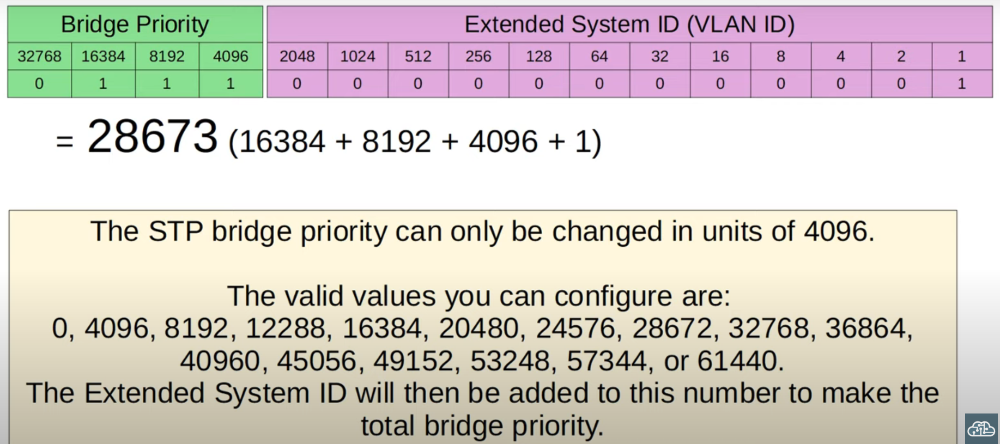 Bridge Priority Extended System ID (VLAN ID)
32768 16384 8192 4096 2048 1024 512 256 128 64 32 16 8 4 2 1
0 1 1 1 0 0 0 0 0 0 0 0 0 0 0 1
= 28673 (16384 + 8192 + 4096 + 1)
The STP bridge priority can only be changed in units of 4096.
The valid values you can configure are:
0, 4096, 8192, 12288, 16384, 20480, 24576, 28672, 32768, 36864,
40960, 45056, 49152, 53248, 57344, or 61440.
The Extended System ID will then be added to this number to make the
total bridge priority.